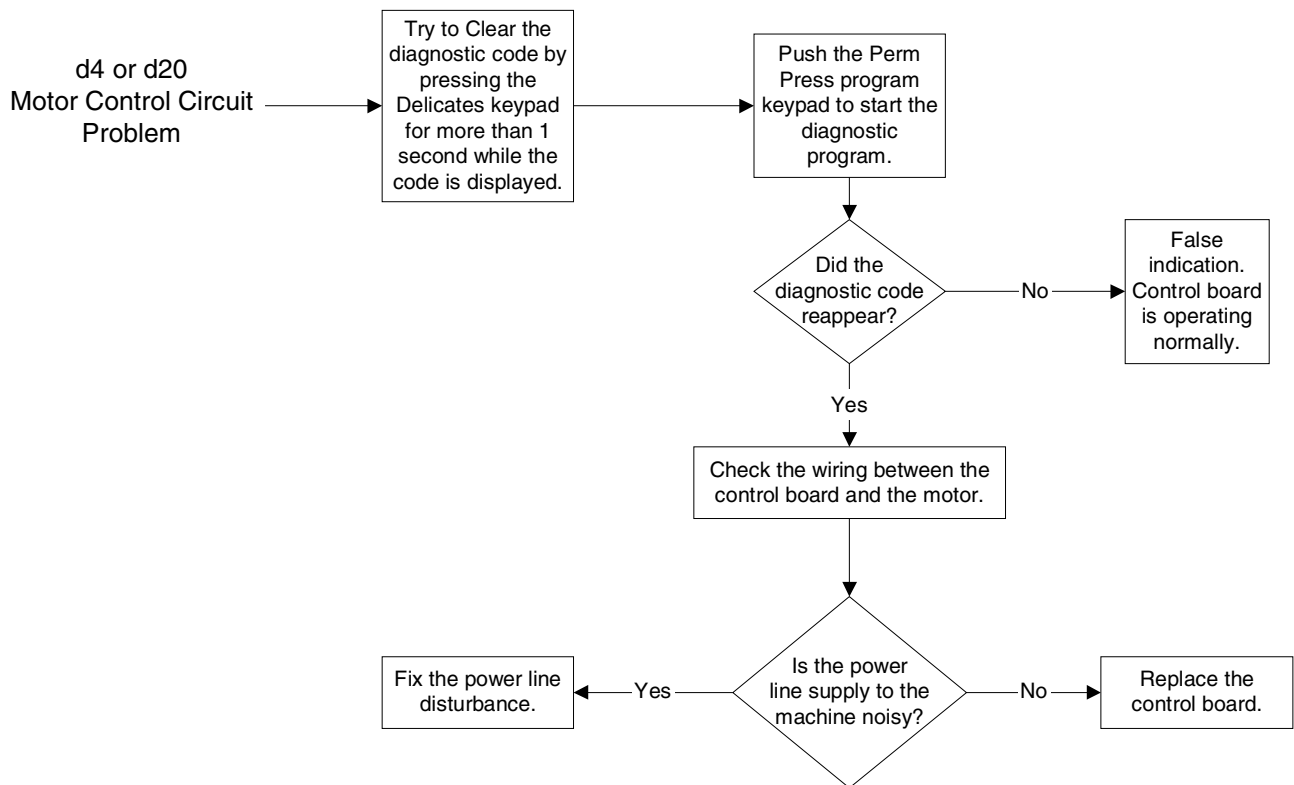 d4 or d20
Motor Control Circuit
Problem
Try to Clear the
diagnostic code by
pressing the
Delicates keypad
for more than 1
second while the
code is displayed.
Push the Perm
Press program
keypad to start the
diagnostic
program.
Did the
diagnostic code
reappear?
No
False
indication.
Control board
is operating
normally.
Yes
Check the wiring between the
control board and the motor.
Is the power
line supply to the
machine noisy?
Yes
Fix the power line
disturbance.
No
Replace the
control board.